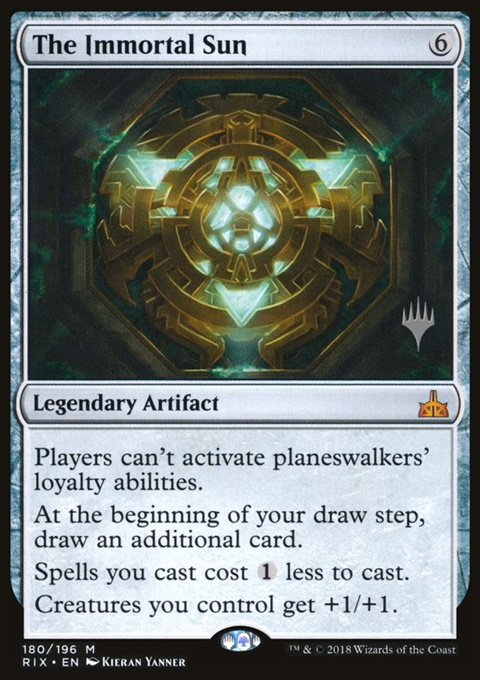 The Immortal Sun 6
Legendary Artifact
Players can't activate planeswalkers'
loyalty abilities.
At the beginning of your draw step,
draw an additional card.
Spells you cast cost 1 less to cast.
Creatures you control get +1/+1.
180/196 M
RIX • EN KIERAN YANNER
™ & © 2018 Wizards of the Coast